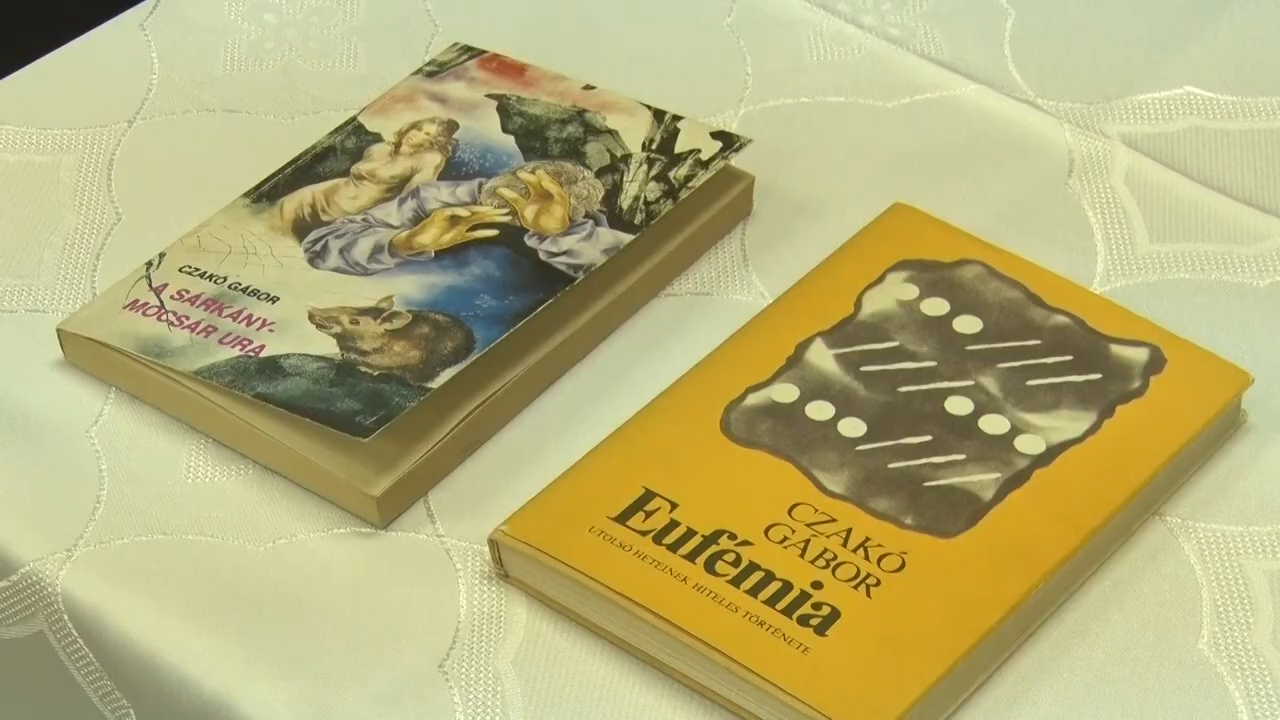 CZAKÓ GÁBOR
A SÁRKÁNY-
MOCSÁR URA
CZAKÓ
GÁBOR
Eufémia
UTOLSÓ HETEINEK HITELES TÖRTÉNETE